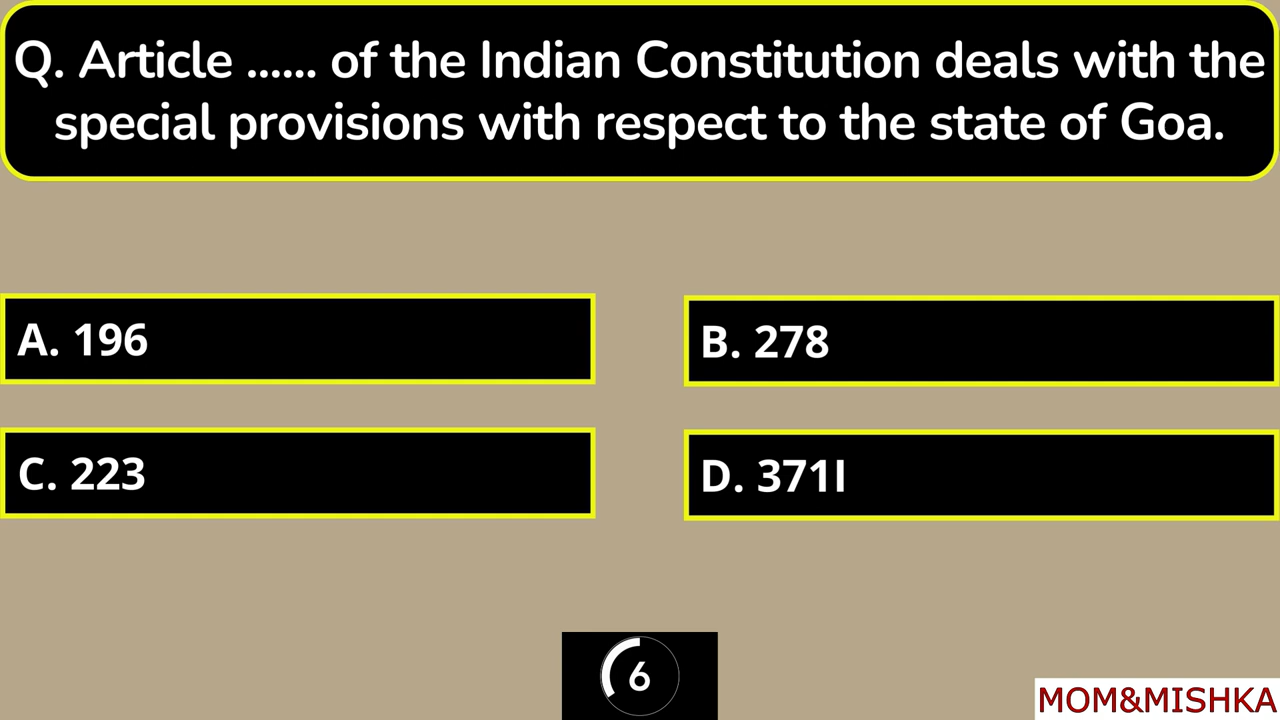 Q. Article ...... of the Indian Constitution deals with the
special provisions with respect to the state of Goa.
A. 196
B. 278
C. 223
D. 371I
6
MOM&MISHKA